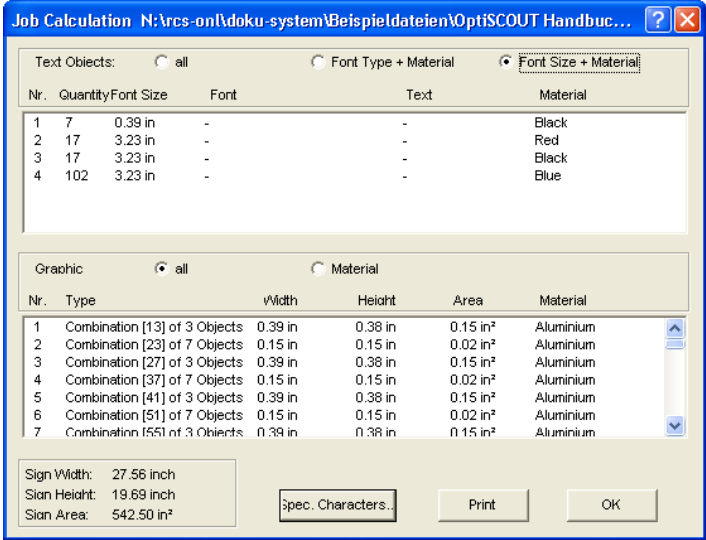 Job Calculation N:\rcs-onl\doku-system\Beispieldateien\OptiSCOUT Handbuc...
Text Objects: all Font Type + Material Font Size + Material
Nr. Quantity Font Size Font Text Material
1 7 0.39 in - - Black
2 17 3.23 in - - Red
3 17 3.23 in - - Black
4 102 3.23 in - - Blue
Graphic all Material
Nr. Type Width Height Area Material
1 Combination [13] of 3 Objects 0.39 in 0.38 in 0.15 in² Aluminium
2 Combination [23] of 7 Objects 0.15 in 0.15 in 0.02 in² Aluminium
3 Combination [27] of 3 Objects 0.39 in 0.38 in 0.15 in² Aluminium
4 Combination [37] of 7 Objects 0.15 in 0.15 in 0.02 in² Aluminium
5 Combination [41] of 3 Objects 0.39 in 0.38 in 0.15 in² Aluminium
6 Combination [51] of 7 Objects 0.15 in 0.15 in 0.02 in² Aluminium
7 Combination [55] of 3 Objects 0.39 in 0.38 in 0.15 in² Aluminium
Sign Width: 27.56 inch
Sign Height: 19.69 inch
Sign Area: 542.50 in²
Spec. Characters.. Print OK